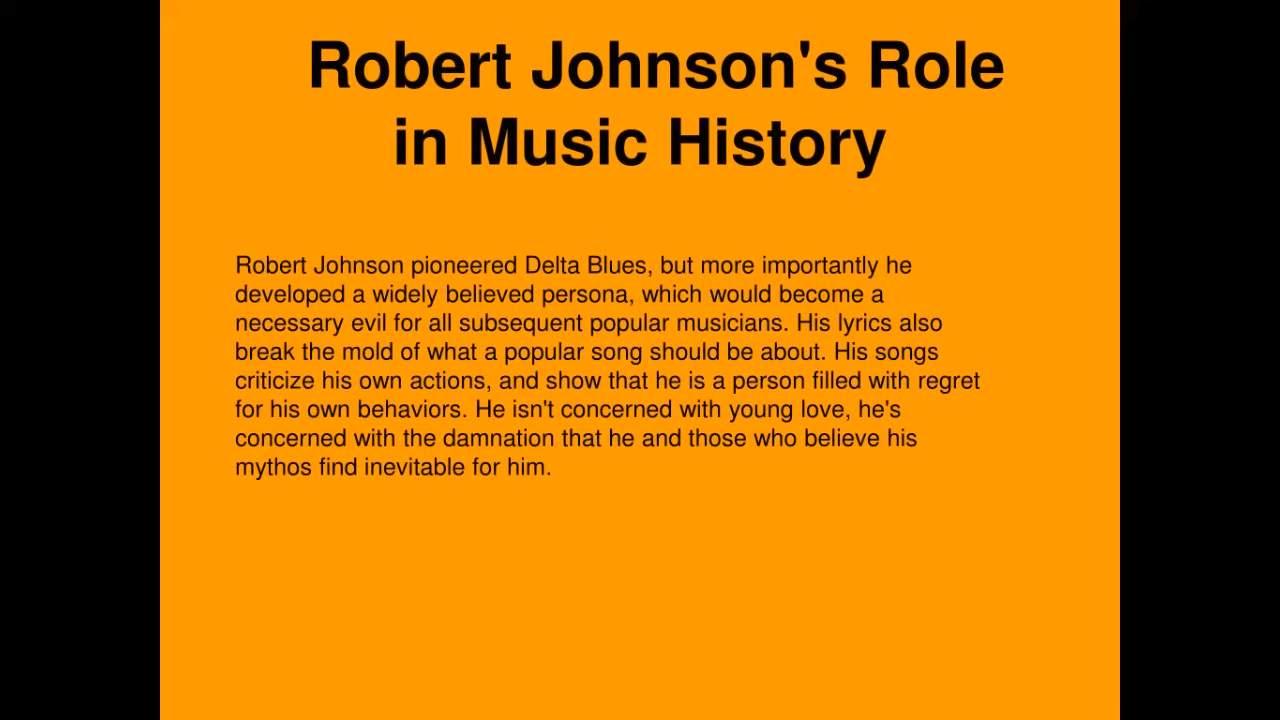 Robert Johnson's Role
in Music History
Robert Johnson pioneered Delta Blues, but more importantly he
developed a widely believed persona, which would become a
necessary evil for all subsequent popular musicians. His lyrics also
break the mold of what a popular song should be about. His songs
criticize his own actions, and show that he is a person filled with regret
for his own behaviors. He isn't concerned with young love, he's
concerned with the damnation that he and those who believe his
mythos find inevitable for him.